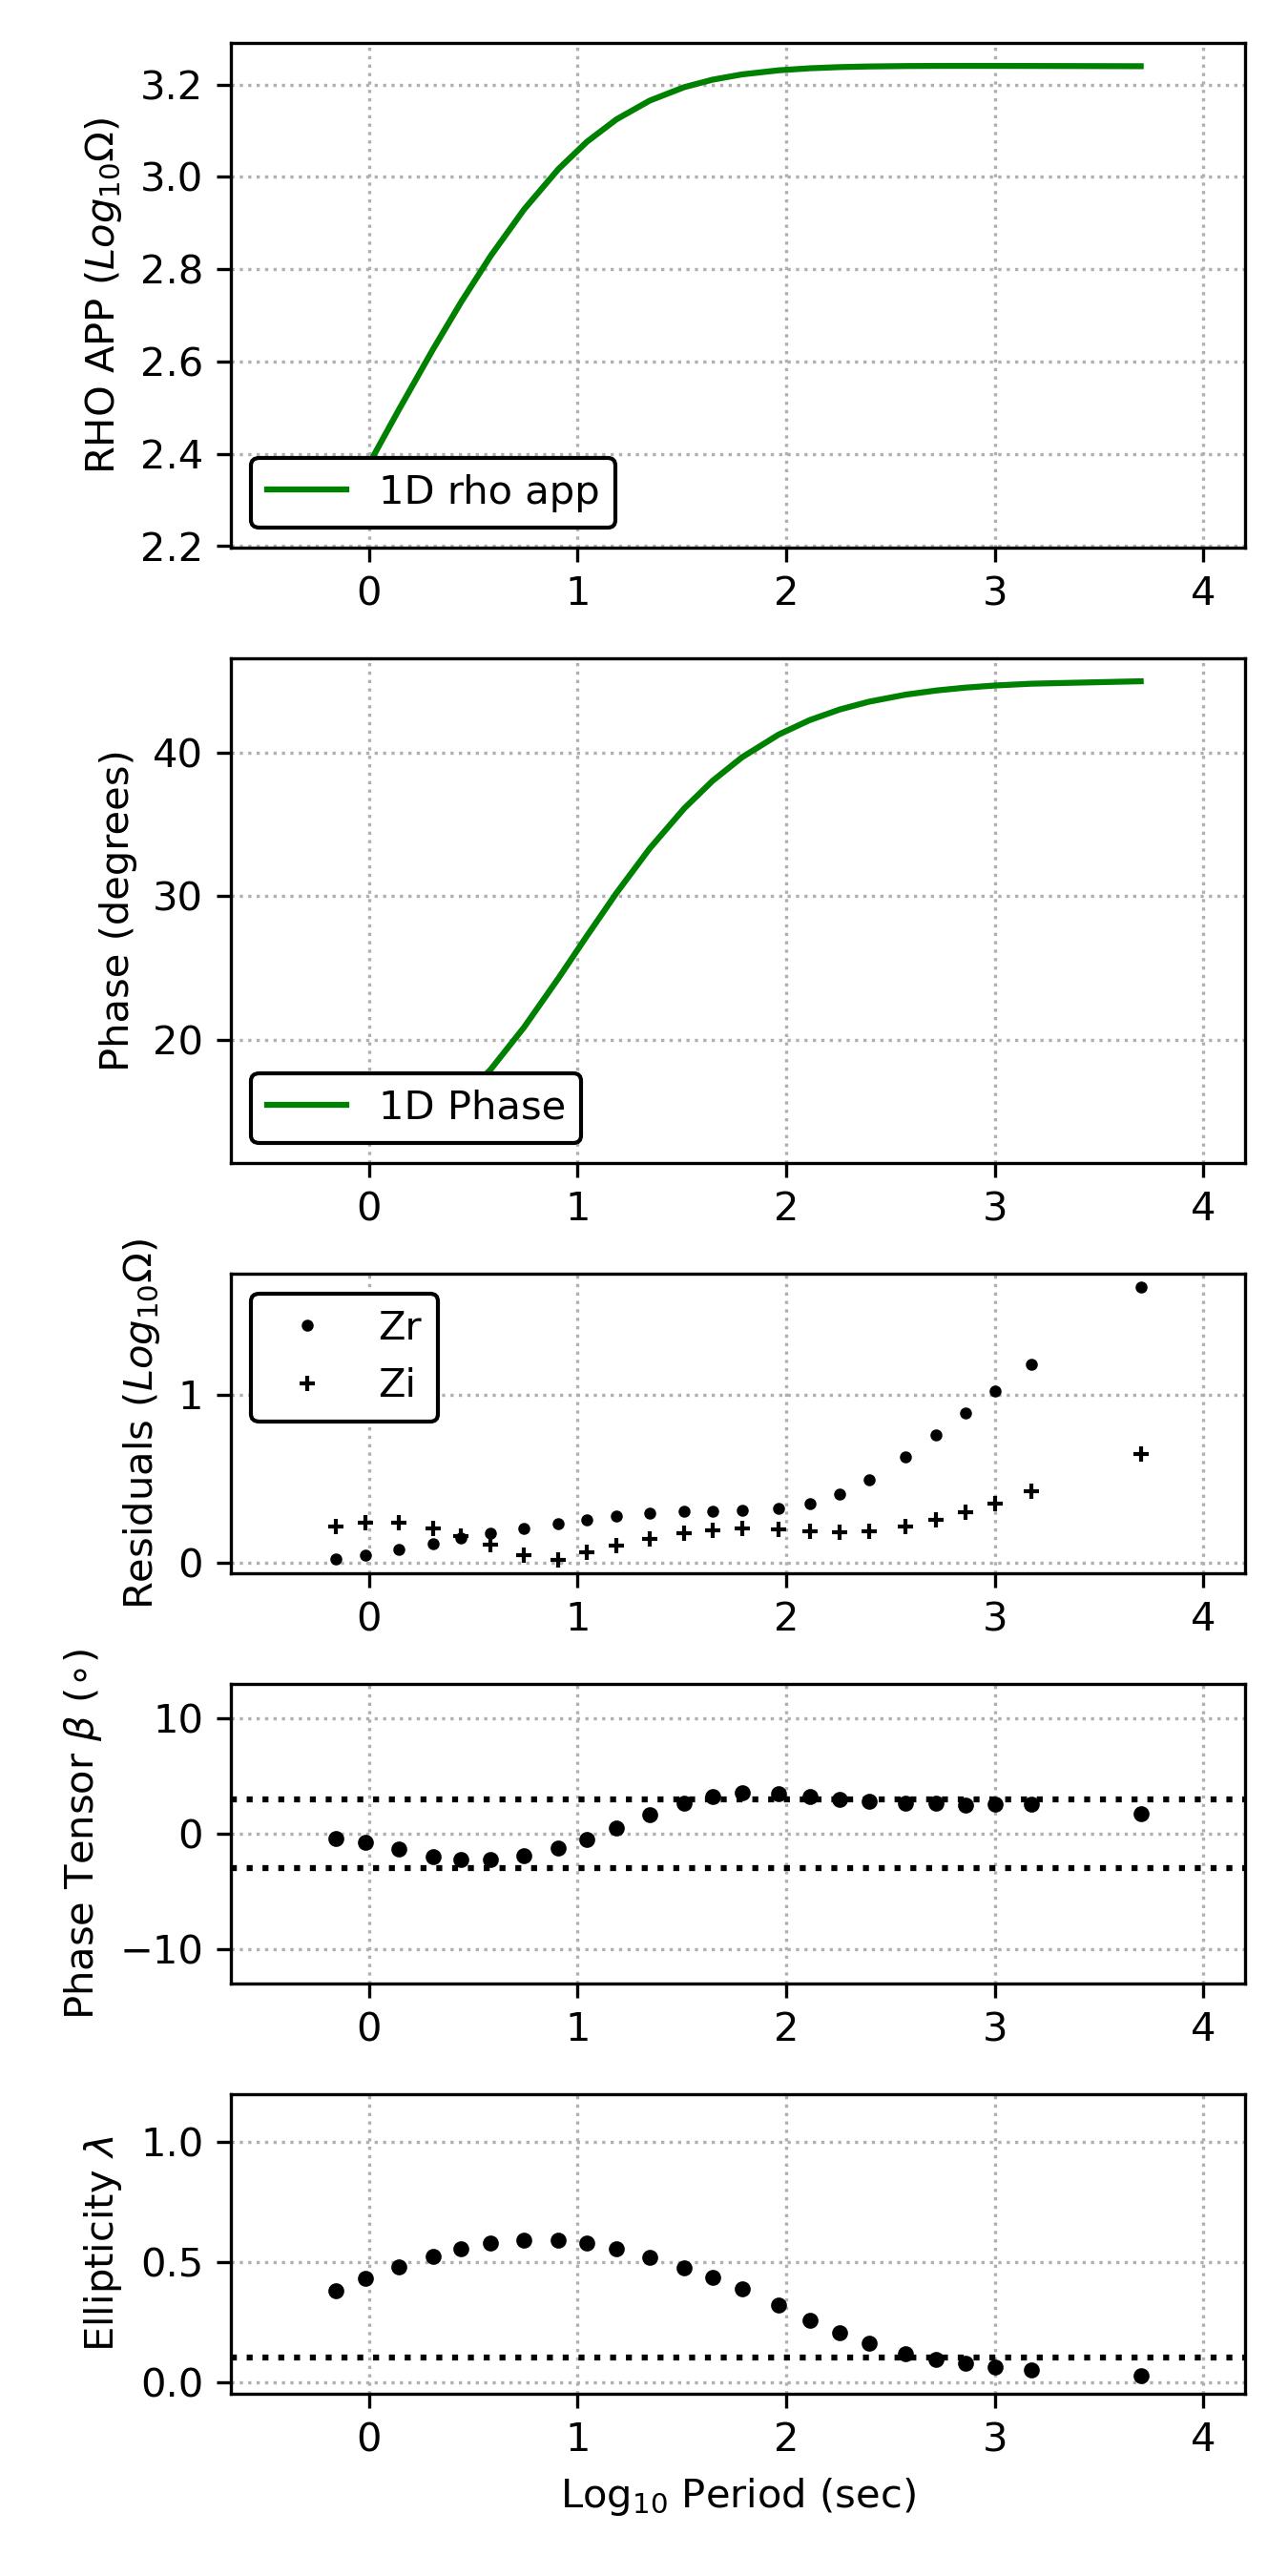 RHO APP (Log₁₀Ω)
3.2
3.0
2.8
2.6
2.4
2.2
1D rho app
0 1 2 3 4
Phase (degrees)
40
30
20
1D Phase
0 1 2 3 4
Residuals (Log₁₀Ω)
1
0
Zr
Zi
0 1 2 3 4
Phase Tensor β (∘)
10
0
−10
0 1 2 3 4
Ellipticity λ
1.0
0.5
0.0
0 1 2 3 4
Log₁₀ Period (sec)